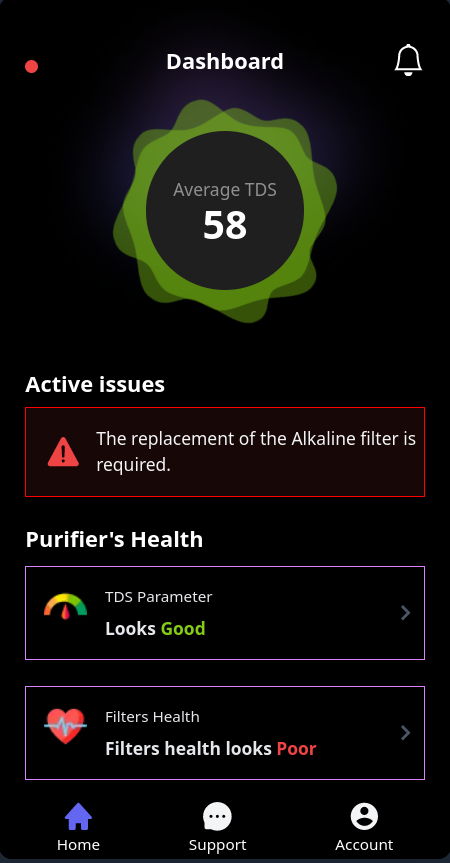 Dashboard
Average TDS
58
Active issues
The replacement of the Alkaline filter is
required.
Purifier's Health
TDS Parameter
Looks Good
Filters Health
Filters health looks Poor
Home
Support
Account